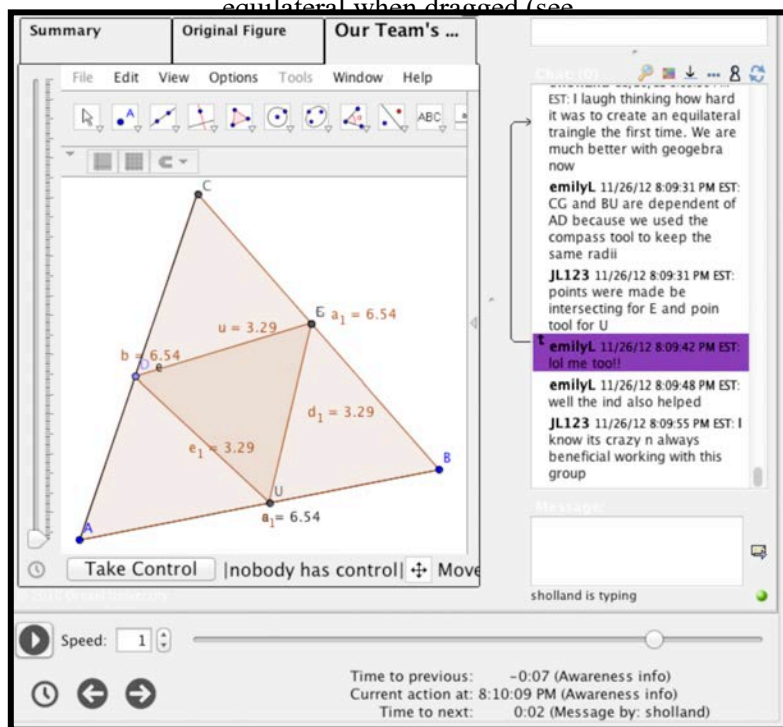 equilateral when dragged (see
Summary
Original Figure
Our Team's ...
File Edit View Options Tools Window Help
ABC
C
E
a1 = 6.54
u = 3.29
b = 6.54
D
e
d1 = 3.29
e1 = 3.29
B
U
a1 = 6.54
A
Take Control |nobody has control| Move
EST: I laugh thinking how hard
it was to create an equilateral
traingle the first time. We are
much better with geogebra
now
emilyL 11/26/12 8:09:31 PM EST:
CG and BU are dependent of
AD because we used the
compass tool to keep the
same radii
JL123 11/26/12 8:09:31 PM EST:
points were made be
intersecting for E and poin
tool for U
t emilyL 11/26/12 8:09:42 PM EST:
lol me too!!
emilyL 11/26/12 8:09:48 PM EST:
well the ind also helped
JL123 11/26/12 8:09:55 PM EST: I
know its crazy n always
beneficial working with this
group
Message:
sholland is typing
Speed: 1
Time to previous: -0:07 (Awareness info)
Current action at: 8:10:09 PM (Awareness info)
Time to next: 0:02 (Message by: sholland)